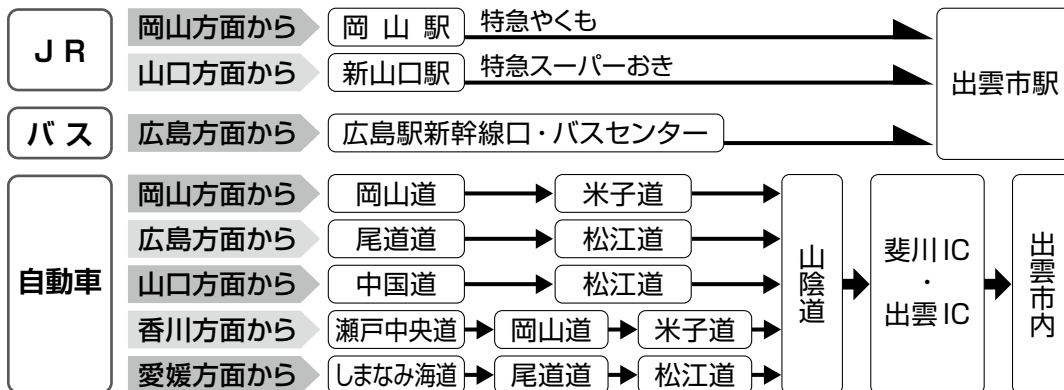 JR
岡山方面から 岡山駅 特急やくも
山口方面から 新山口駅 特急スーパーおき
出雲市駅
バス
広島方面から 広島駅新幹線口・バスセンター
自動車
岡山方面から 岡山道 米子道
広島方面から 尾道道 松江道
山口方面から 中国道 松江道
香川方面から 瀬戸中央道 岡山道 米子道
愛媛方面から しまなみ海道 尾道道 松江道
山陰道
斐川IC
・
出雲IC
出雲市内